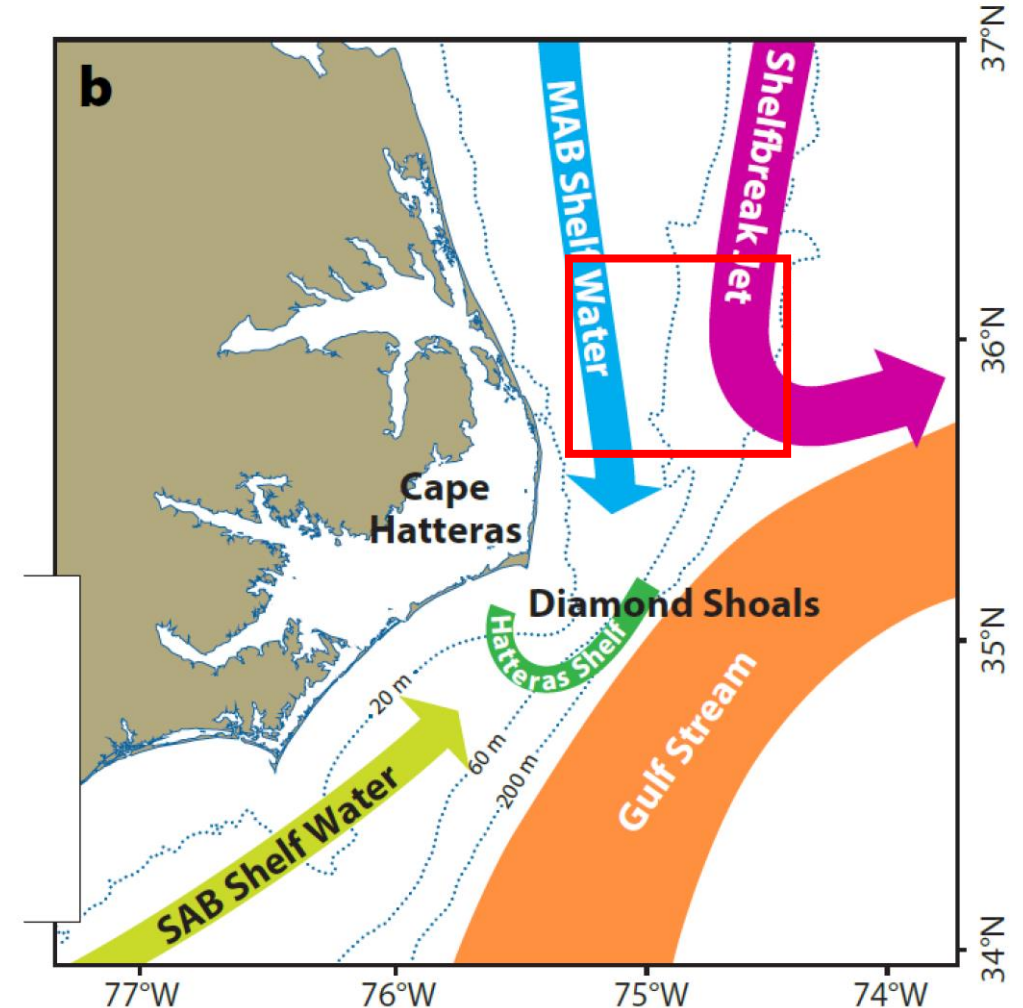 b
MAB Shelf Water
Shelfbreak Jet
Cape
Hatteras
Diamond Shoals
Hatteras Shelf
20 m
60 m
200 m
Gulf Stream
SAB Shelf Water
37°N
36°N
35°N
34°N
77°W
76°W
75°W
74°W